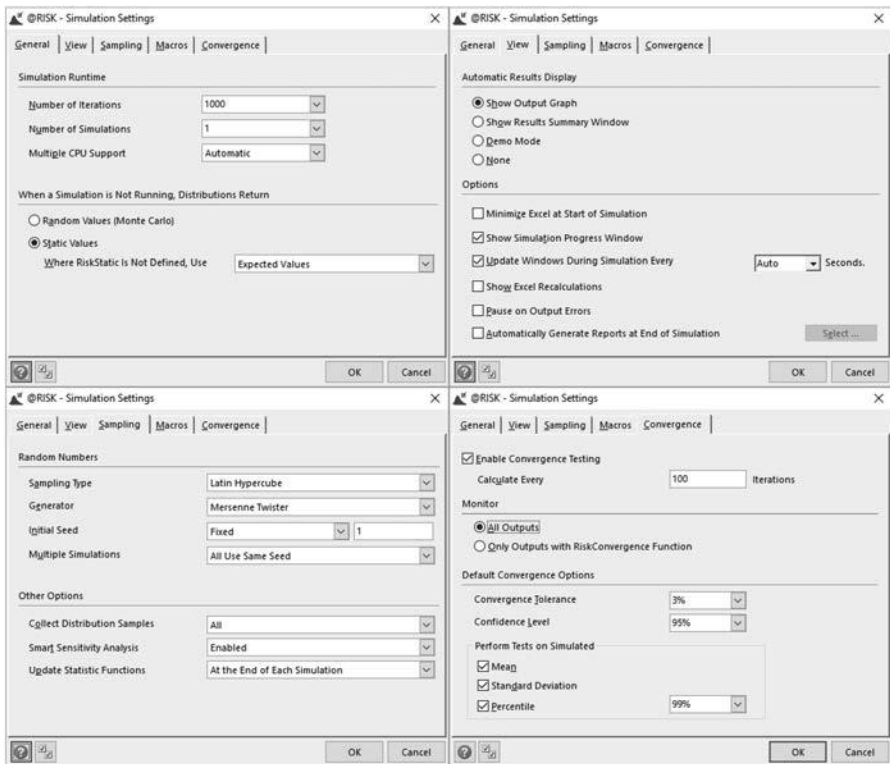 @RISK - Simulation Settings
General View Sampling Macros Convergence
Simulation Runtime
Number of Iterations 1000
Number of Simulations 1
Multiple CPU Support Automatic
When a Simulation is Not Running, Distributions Return
Random Values (Monte Carlo)
Static Values
Where RiskStatic Is Not Defined, Use Expected Values
OK Cancel
@RISK - Simulation Settings
General View Sampling Macros Convergence
Automatic Results Display
Show Output Graph
Show Results Summary Window
Demo Mode
None
Options
Minimize Excel at Start of Simulation
Show Simulation Progress Window
Update Windows During Simulation Every Auto Seconds.
Show Excel Recalculations
Pause on Output Errors
Automatically Generate Reports at End of Simulation Select ...
OK Cancel
@RISK - Simulation Settings
General View Sampling Macros Convergence
Random Numbers
Sampling Type Latin Hypercube
Generator Mersenne Twister
Initial Seed Fixed 1
Multiple Simulations All Use Same Seed
Other Options
Collect Distribution Samples All
Smart Sensitivity Analysis Enabled
Update Statistic Functions At the End of Each Simulation
OK Cancel
@RISK - Simulation Settings
General View Sampling Macros Convergence
Enable Convergence Testing
Calculate Every 100 Iterations
Monitor
All Outputs
Only Outputs with RiskConvergence Function
Default Convergence Options
Convergence Tolerance 3%
Confidence Level 95%
Perform Tests on Simulated
Mean
Standard Deviation
Percentile 99%
OK Cancel